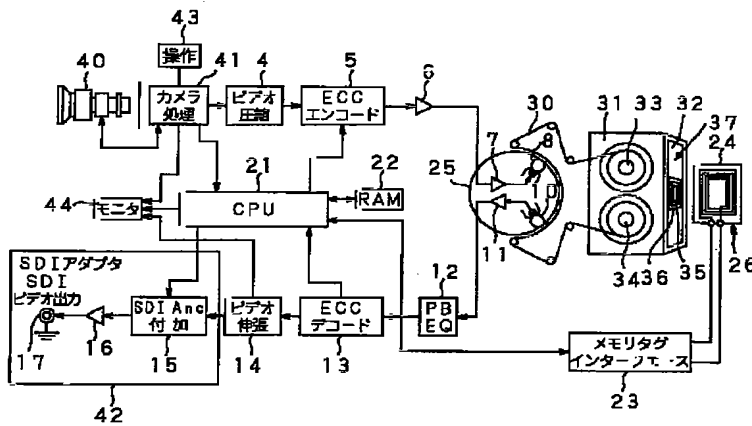 43
操作
40
41
4
5
6
カメラ
処理
ビデオ
圧縮
ECC
エンコード
30
31
33
32
37
24
7
8
21
22
25
10
CPU
RAM
44
モニタ
11
26
34
36
35
SDIアダプタ
SDI
ビデオ出力
12
PB
EQ
SDI Anc
付加
ビデオ
伸張
ECC
デコード
17
16
15
14
13
メモリタグ
インターフェース
42
23